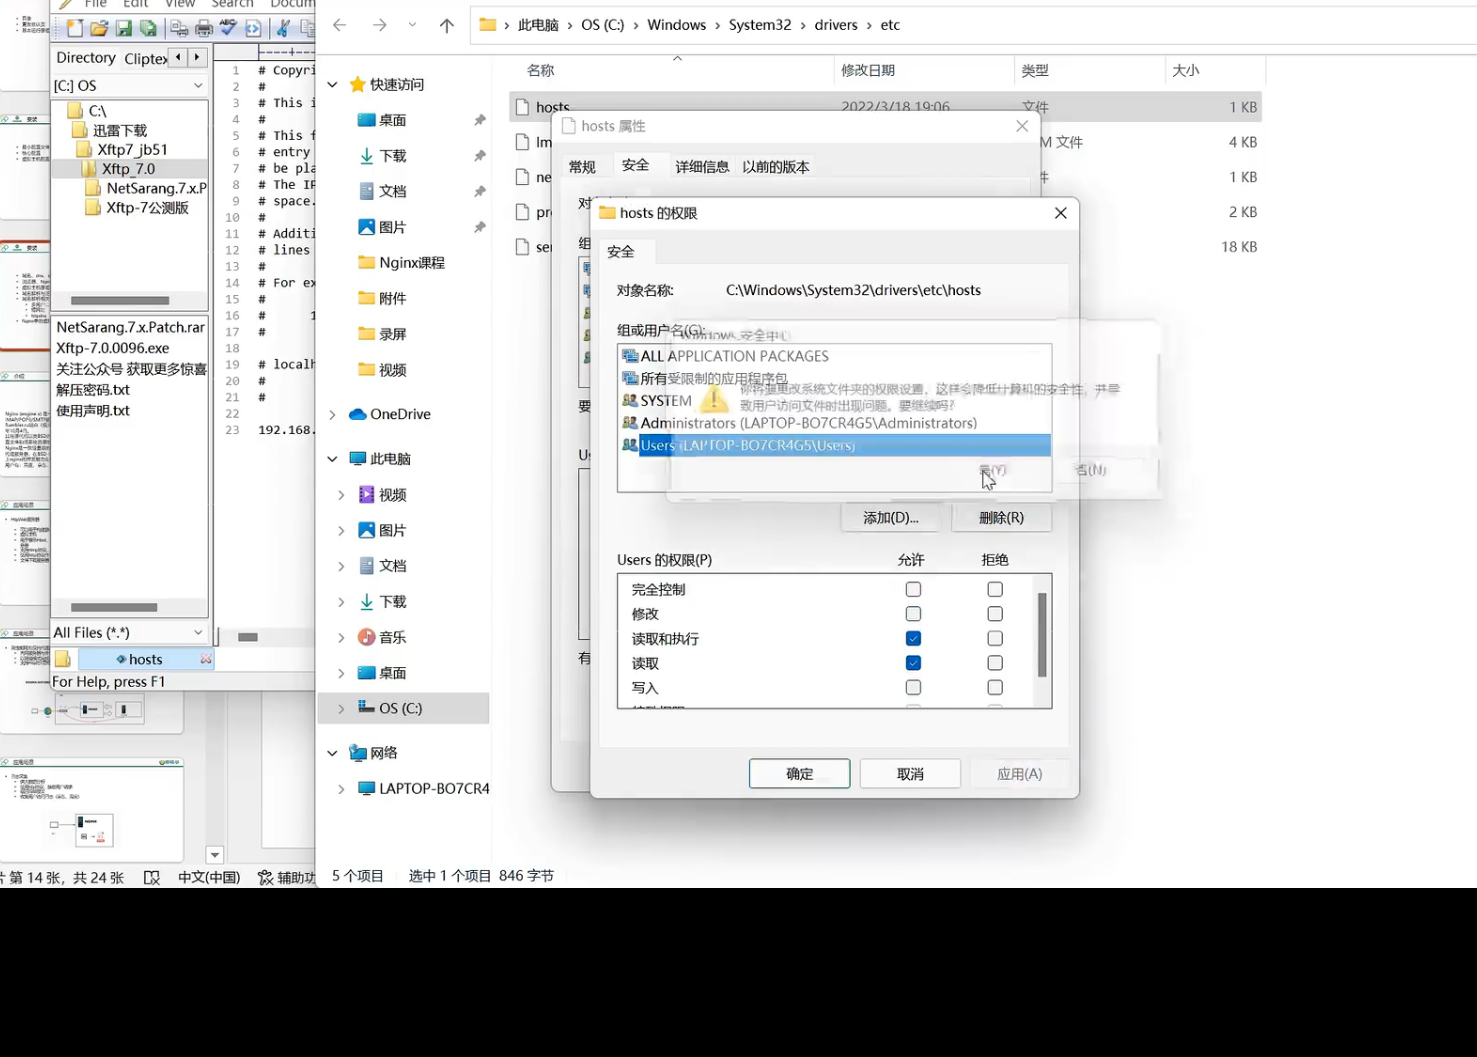 File Edit View Search Docum
Directory Cliptex
[C:] OS
C:\
迅雷下载
Xftp7_jb51
Xftp_7.0
NetSarang.7.x.P
Xftp-7公测版
NetSarang.7.x.Patch.rar
Xftp-7.0.0096.exe
关注公众号 获取更多惊喜
解压密码.txt
使用声明.txt
All Files (*.*)
hosts
For Help, press F1
1 # Copyri
2 #
3 # This i
4 #
5 # This f
6 # entry
7 # be pla
8 # The IP
9 # space.
10 #
11 # Additi
12 # lines
13 #
14 # For ex
15 #
16 # 1
17 #
18
19 # localh
20 #
21 #
22
23 192.168.
此电脑 › OS (C:) › Windows › System32 › drivers › etc
名称 修改日期 类型 大小
hosts 2022/3/18 19:06 文件 1 KB
lm M 文件 4 KB
ne 件 1 KB
pr 2 KB
ser 18 KB
快速访问
桌面
下载
文档
图片
Nginx课程
附件
录屏
视频
OneDrive
此电脑
视频
图片
文档
下载
音乐
桌面
OS (C:)
网络
LAPTOP-BO7CR4
hosts 属性
常规 安全 详细信息 以前的版本
hosts 的权限
安全
对象名称: C:\Windows\System32\drivers\etc\hosts
组或用户名(G):
ALL APPLICATION PACKAGES
所有受限制的应用程序包
SYSTEM
Administrators (LAPTOP-BO7CR4G5\Administrators)
Users (LAPTOP-BO7CR4G5\Users)
Windows 安全中心
你将要更改系统文件夹的权限设置，这样会降低计算机的安全性，并导
致用户访问文件时出现问题。要继续吗?
是(Y) 否(N)
添加(D)... 删除(R)
Users 的权限(P) 允许 拒绝
完全控制
修改
读取和执行
读取
写入
确定 取消 应用(A)
5 个项目 选中 1 个项目 846 字节
第 14 张，共 24 张 中文(中国) 辅助功